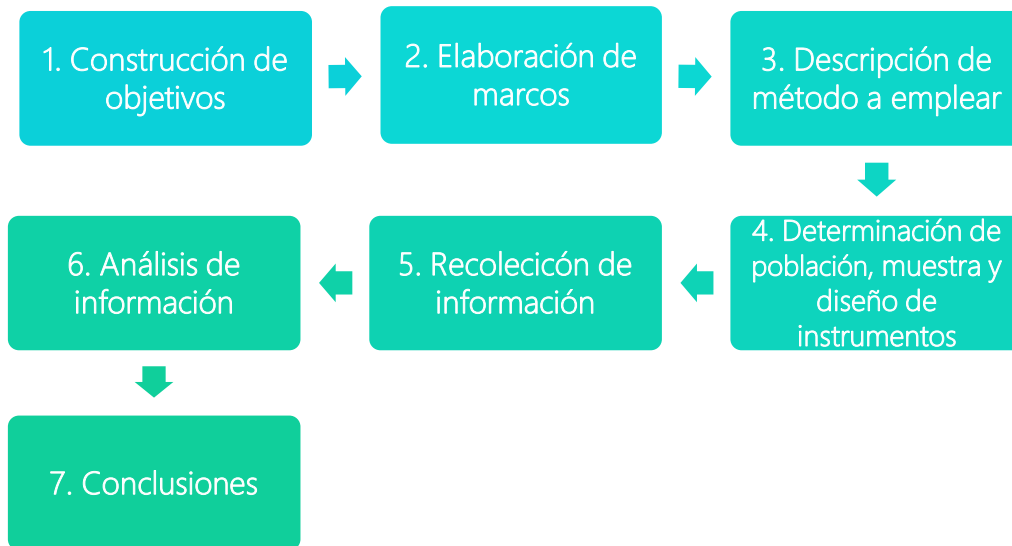 1. Construcción de
objetivos
2. Elaboración de
marcos
3. Descripción de
método a emplear
4. Determinación de
población, muestra y
diseño de
instrumentos
5. Recolecicón de
información
6. Análisis de
información
7. Conclusiones